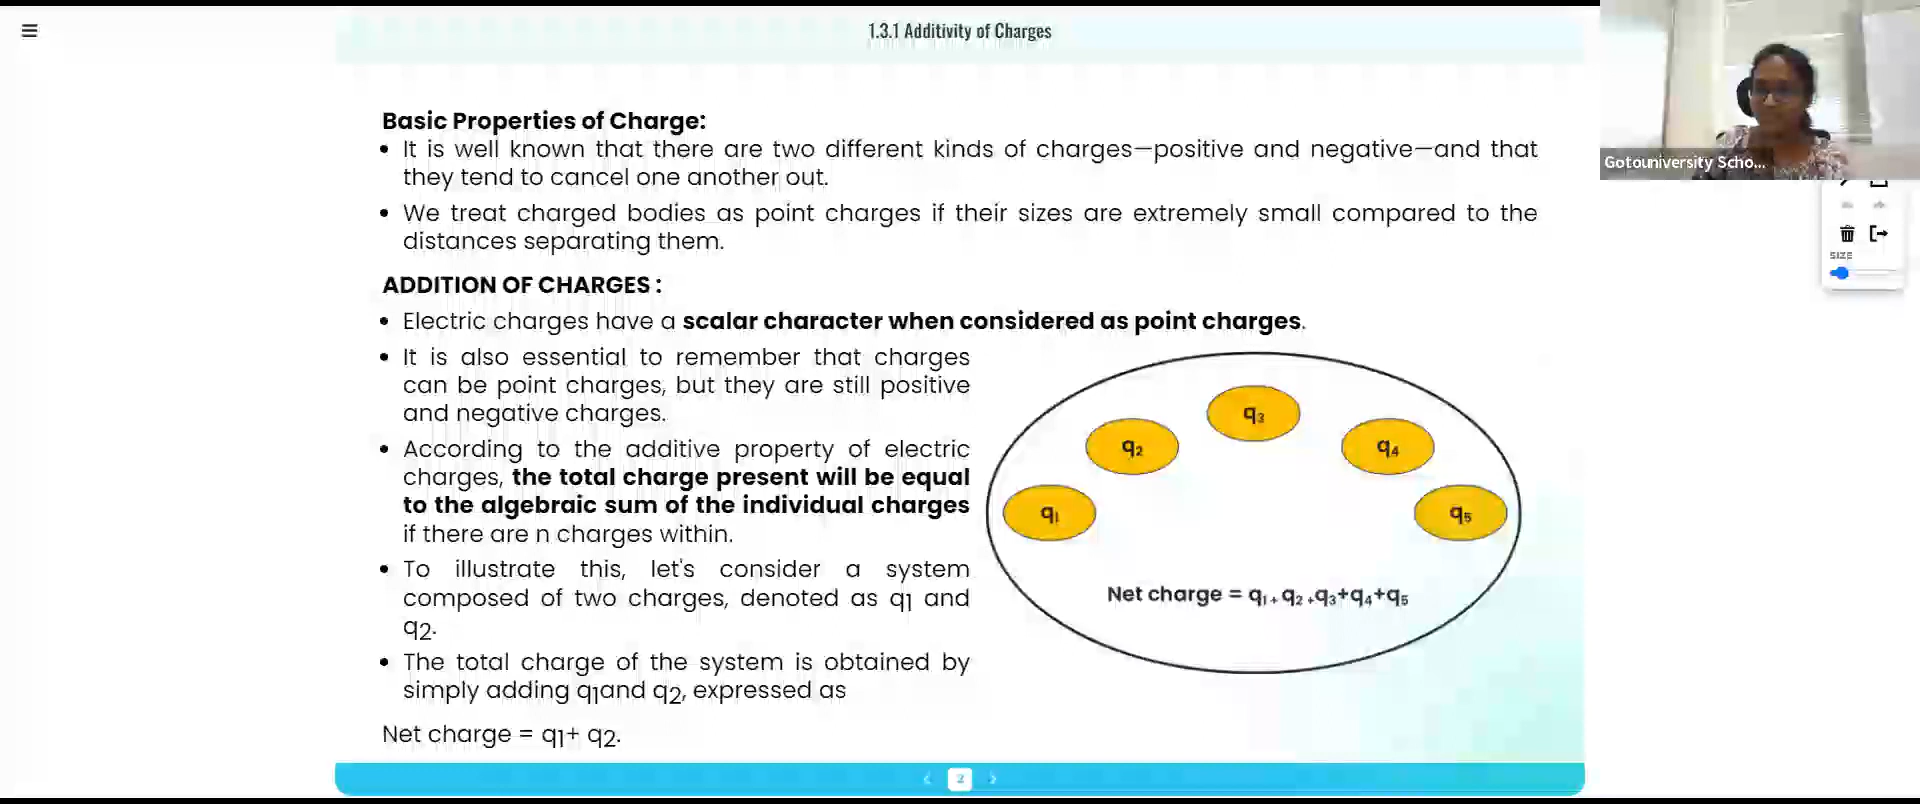 1.3.1 Additivity of Charges
Gotouniversity Scho...
Basic Properties of Charge:
• It is well known that there are two different kinds of charges—positive and negative—and that
they tend to cancel one another out.
• We treat charged bodies as point charges if their sizes are extremely small compared to the
distances separating them.
SIZE
ADDITION OF CHARGES :
• Electric charges have a scalar character when considered as point charges.
• It is also essential to remember that charges
can be point charges, but they are still positive
and negative charges.
• According to the additive property of electric
charges, the total charge present will be equal
to the algebraic sum of the individual charges
if there are n charges within.
• To illustrate this, let's consider a system
composed of two charges, denoted as q1 and
q2.
• The total charge of the system is obtained by
simply adding q1and q2, expressed as
Net charge = q1+ q2.
q1
q2
q3
q4
q5
Net charge = q1+ q2+q3+q4+q5
2